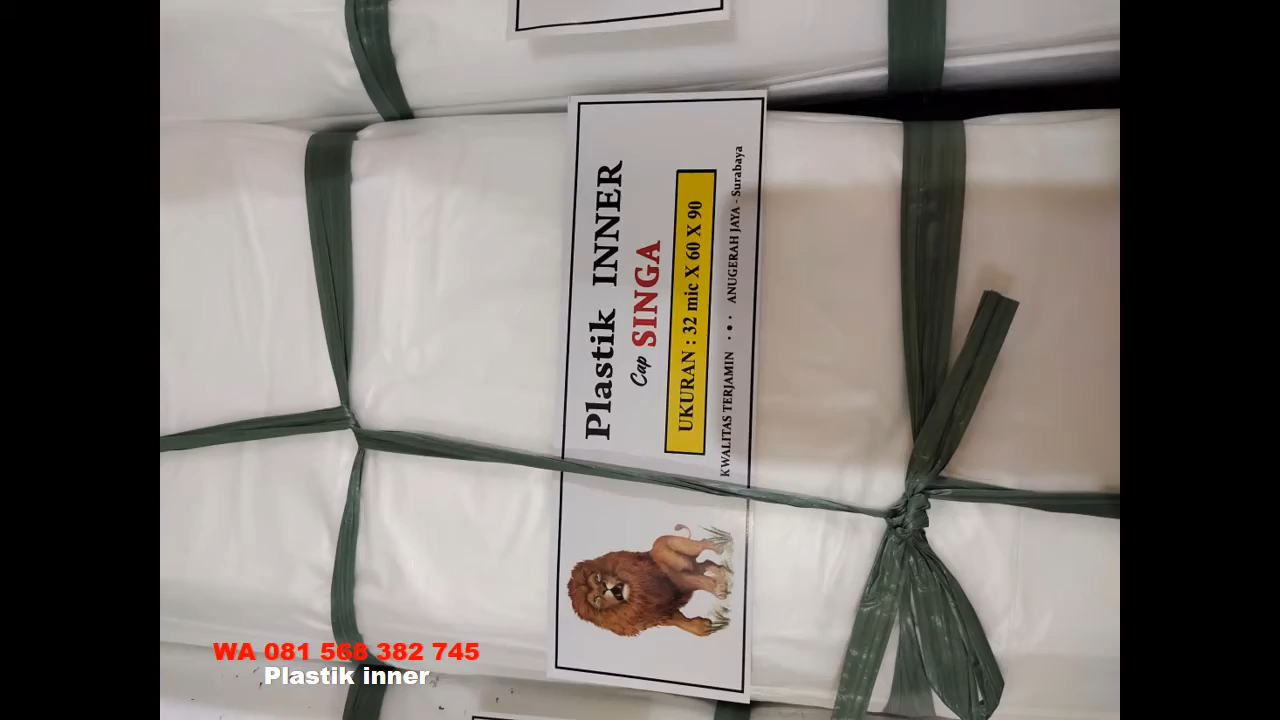 Plastik INNER
Cap SINGA
UKURAN : 32 mic X 60 X 90
KWALITAS TERJAMIN • ● • ANUGERAH JAYA - Surabaya
WA 081 568 382 745
Plastik inner